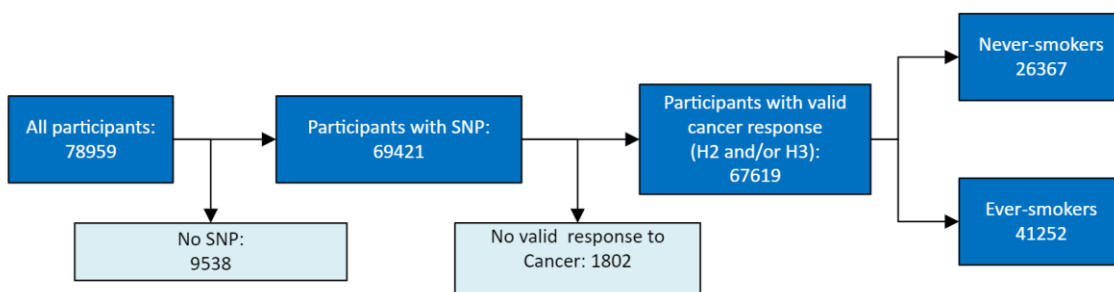 All participants:
78959
No SNP:
9538
Participants with SNP:
69421
No valid response to
Cancer: 1802
Participants with valid
cancer response
(H2 and/or H3):
67619
Never-smokers
26367
Ever-smokers
41252